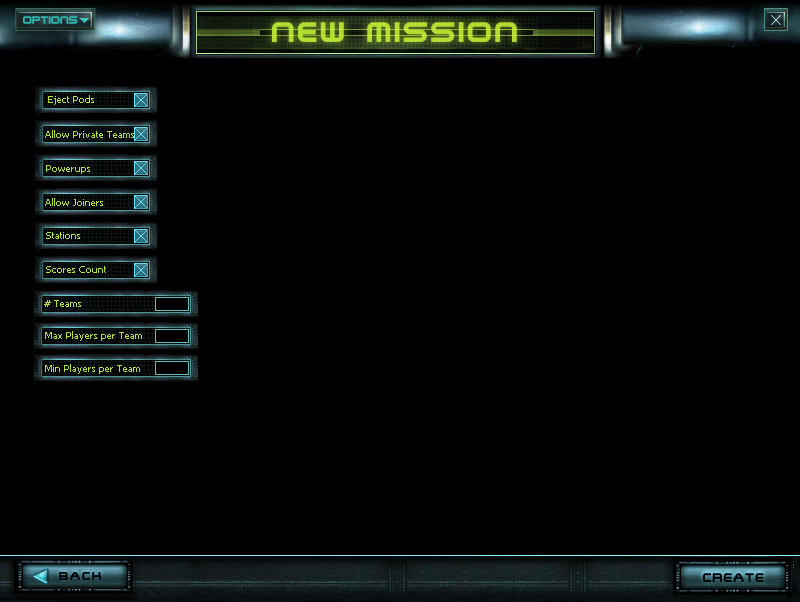 OPTIONS
NEW MISSION
Eject Pods
Allow Private Teams
Powerups
Allow Joiners
Stations
Scores Count
# Teams
Max Players per Team
Min Players per Team
BACK
CREATE